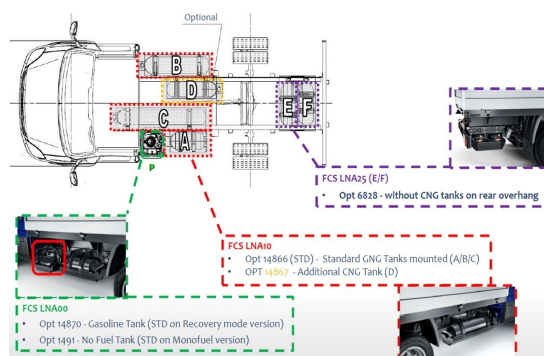 Optional
B
D
C
A
E F
P
FCS LNA25 (E/F)
• Opt 6828 - without CNG tanks on rear overhang
FCS LNA10
• Opt 14866 (STD) - Standard GNG Tanks mounted (A/B/C)
• OPT 14867 - Additional CNG Tank (D)
FCS LNA00
• Opt 14870 - Gasoline Tank (STD on Recovery mode version)
• Opt 1491 - No Fuel Tank (STD on Monofuel version)